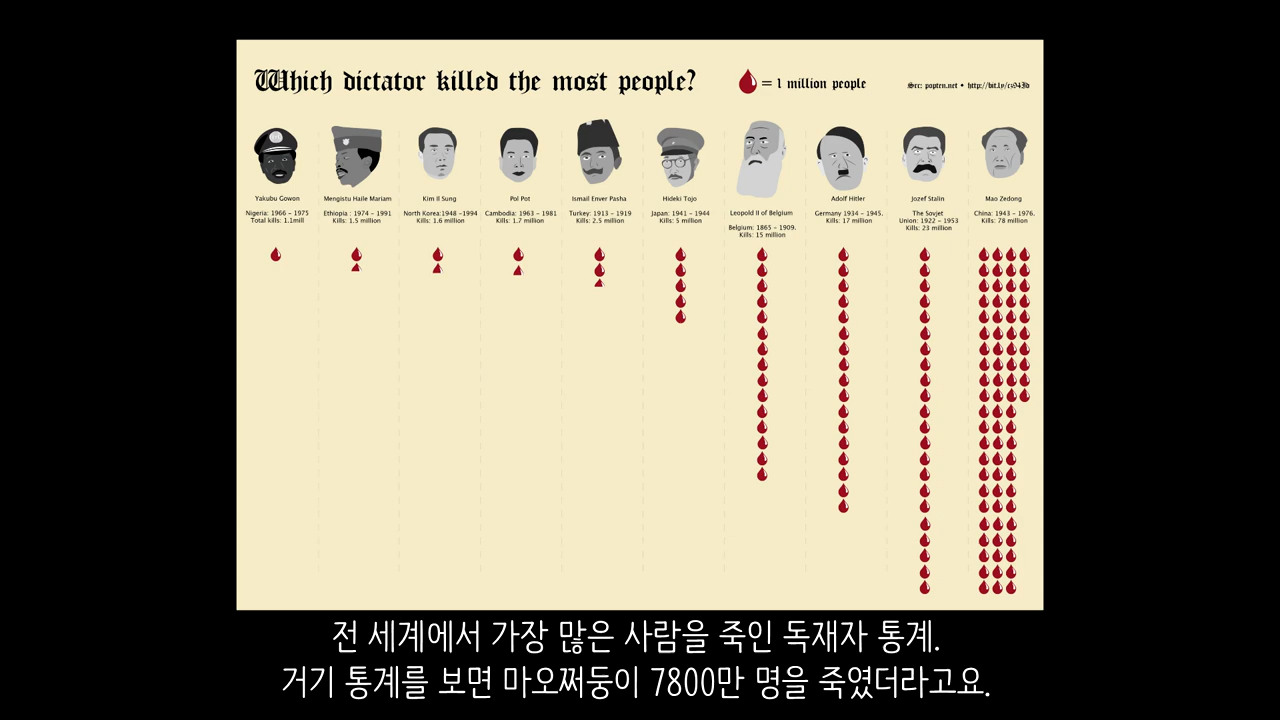 Which dictator killed the most people?
= 1 million people
Src: popten.net •
Yakubu Gowon
Nigeria: 1966 - 1975
Total Kills: 1.1mill
Mengistu Haile Mariam
Ethiopia : 1974 - 1991
Kills: 1.5 million
Kim Il Sung
North Korea:1948 -1994
Kills: 1.6 million
Pol Pot
Cambodia: 1963 - 1981
Kills: 1.7 million
Ismail Enver Pasha
Turkey: 1913 - 1919
Kills: 2.5 million
Hideki Tojo
Japan: 1941 - 1944
Kills: 5 million
Leopold II of Belgium
Belgium: 1865 - 1909.
Kills: 15 million
Adolf Hitler
Germany 1934 - 1945.
Kills: 17 million
Jozef Stalin
The Sovjet
Union: 1922 - 1953
Kills: 23 million
Mao Zedong
China: 1943 - 1976.
Kills: 78 million
전 세계에서 가장 많은 사람을 죽인 독재자 통계.
거기 통계를 보면 마오쩌둥이 7800만 명을 죽였더라고요.